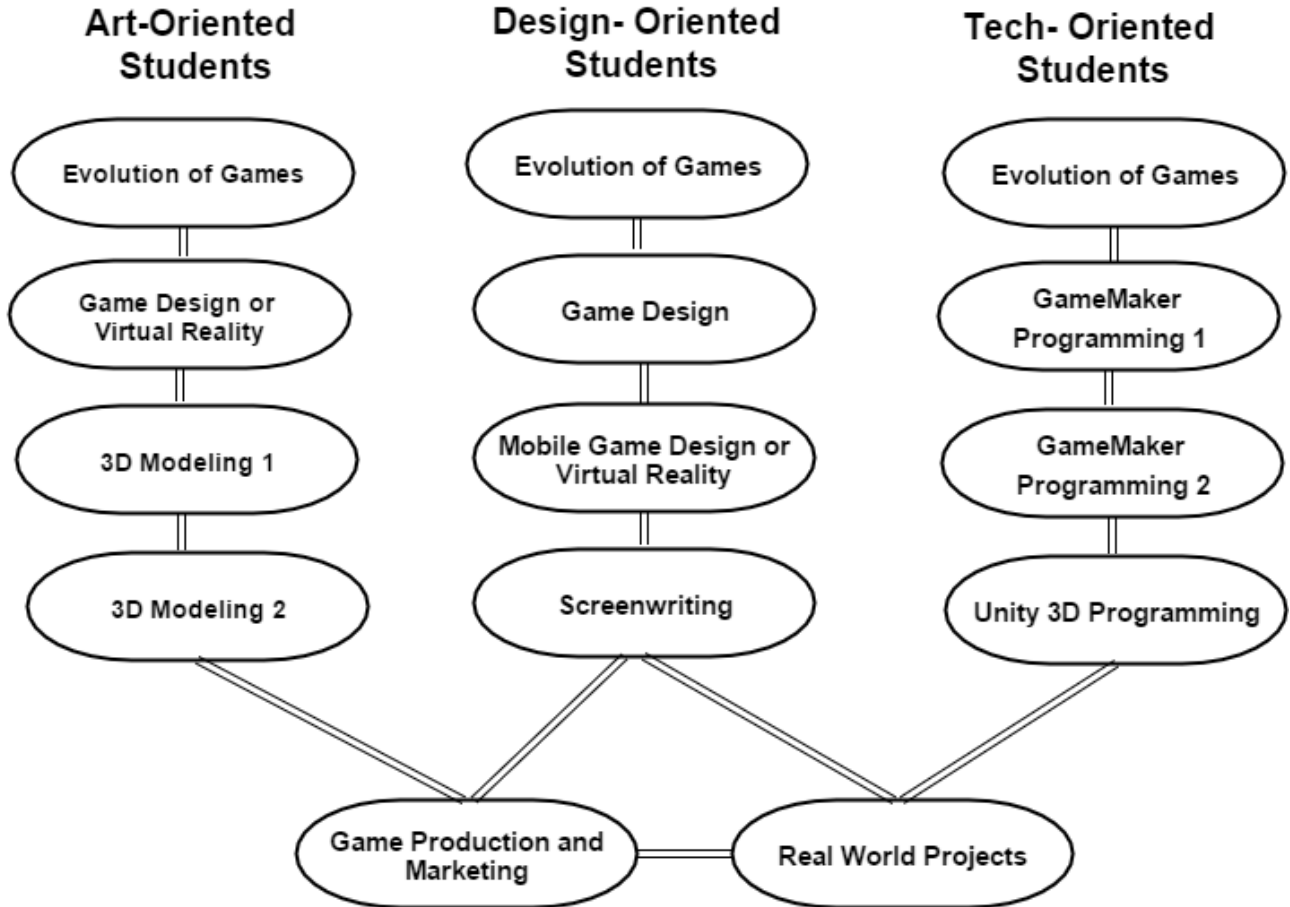 Art-Oriented
Students
Design- Oriented
Students
Tech- Oriented
Students
Evolution of Games
Evolution of Games
Evolution of Games
Game Design or
Virtual Reality
Game Design
GameMaker
Programming 1
3D Modeling 1
Mobile Game Design or
Virtual Reality
GameMaker
Programming 2
3D Modeling 2
Screenwriting
Unity 3D Programming
Game Production and
Marketing
Real World Projects